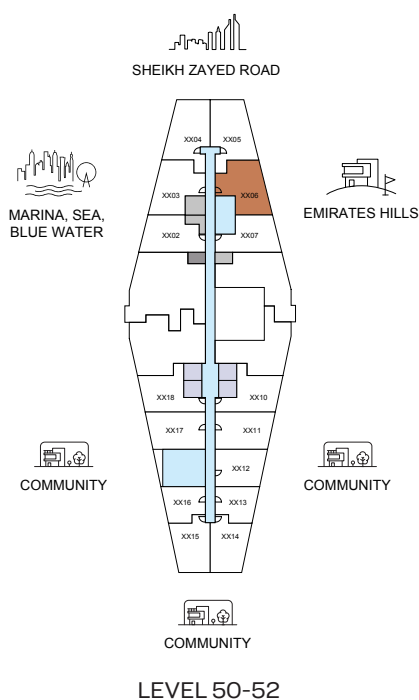 SHEIKH ZAYED ROAD
XX04 XX05
XX03 XX06
MARINA, SEA,
BLUE WATER
EMIRATES HILLS
XX02 XX07
XX18 XX10
XX17 XX11
XX12
COMMUNITY
COMMUNITY
XX16 XX13
XX15 XX14
COMMUNITY
LEVEL 50-52